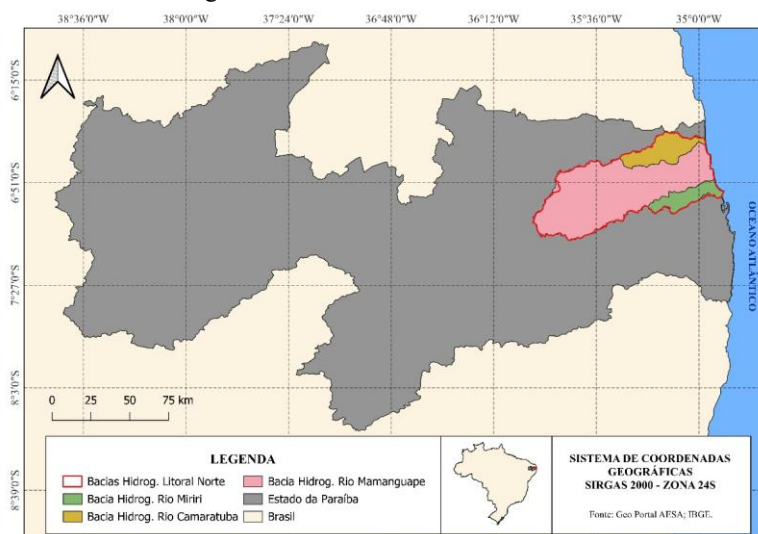 38°36'0"W 38°0'0"W 37°24'0"W 36°48'0"W 36°12'0"W 35°36'0"W 35°0'0"W
6°15'0"S
6°51'0"S
7°27'0"S
8°3'0"S
8°39'0"S
OCEANO ATLÂNTICO
0 25 50 75 km
LEGENDA
Bacias Hidrog. Litoral Norte
Bacia Hidrog. Rio Miriri
Bacia Hidrog. Rio Camaratuba
Bacia Hidrog. Rio Mamanguape
Estado da Paraíba
Brasil
SISTEMA DE COORDENADAS
GEOGRÁFICAS
SIRGAS 2000 - ZONA 24S
Fonte: Geo Portal AESA; IBGE.